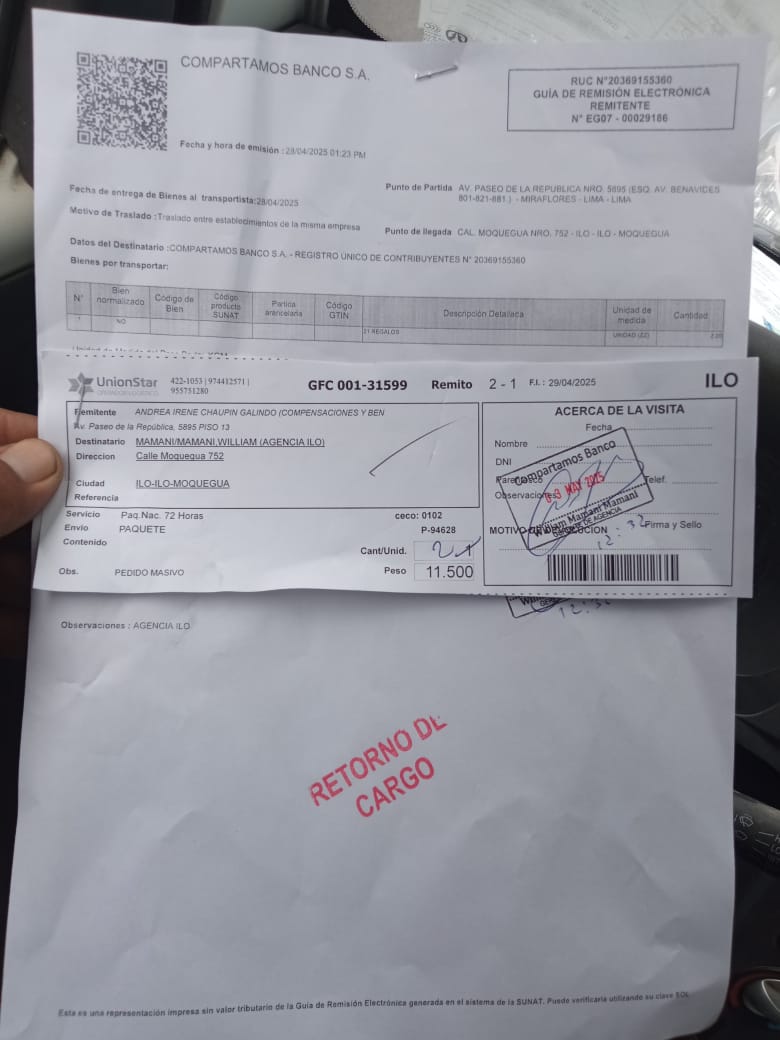 COMPARTAMOS BANCO S.A.
RUC N°20369155360
GUÍA DE REMISIÓN ELECTRÓNICA
REMITENTE
N° EG07 - 00029186
Fecha y hora de emisión :28/04/2025 01:23 PM
Fecha de entrega de Bienes al transportista:28/04/2025
Motivo de Traslado :Traslado entre establecimientos de la misma empresa
Punto de Partida AV. PASEO DE LA REPUBLICA NRO. 5895 (ESQ. AV. BENAVIDES
801-821-881.) - MIRAFLORES - LIMA - LIMA
Punto de llegada CAL. MOQUEGUA NRO. 752 - ILO - ILO - MOQUEGUA
Datos del Destinatario :COMPARTAMOS BANCO S.A. - REGISTRO ÚNICO DE CONTRIBUYENTES N° 20369155360
Bienes por transportar:
N° Bien normalizado Código de Bien Código producto SUNAT Partida arancelaria Código GTIN Descripción Detallada Unidad de medida Cantidad
1 NO 21 REGALOS UNIDAD (ZZ)
UnionStar 422-1053 | 974412571 |
955751280
GFC 001-31599 Remito 2 - 1 F.I.: 29/04/2025 ILO
Remitente ANDREA IRENE CHAUPIN GALINDO (COMPENSACIONES Y BEN
Av. Paseo de la República, 5895 PISO 13
Destinatario MAMANI/MAMANI,WILLIAM (AGENCIA ILO)
Direccion Calle Moquegua 752
Ciudad ILO-ILO-MOQUEGUA
Referencia
Servicio Paq.Nac. 72 Horas ceco: 0102
Envio PAQUETE P-94628
Contenido
Cant/Unid. 21
Peso 11.500
Obs. PEDIDO MASIVO
ACERCA DE LA VISITA
Fecha
Nombre
DNI
Telef.
Observaciones
Compartamos Banco
MAY 2025
William Mamani Mamani
DE AGENCIA
Firma y Sello
12:32
Observaciones : AGENCIA ILO
RETORNO DE
CARGO
Esta es una representación impresa sin valor tributario de la Guía de Remisión Electrónica generada en el sistema de la SUNAT. Puede verificarla utilizando su clave SOL